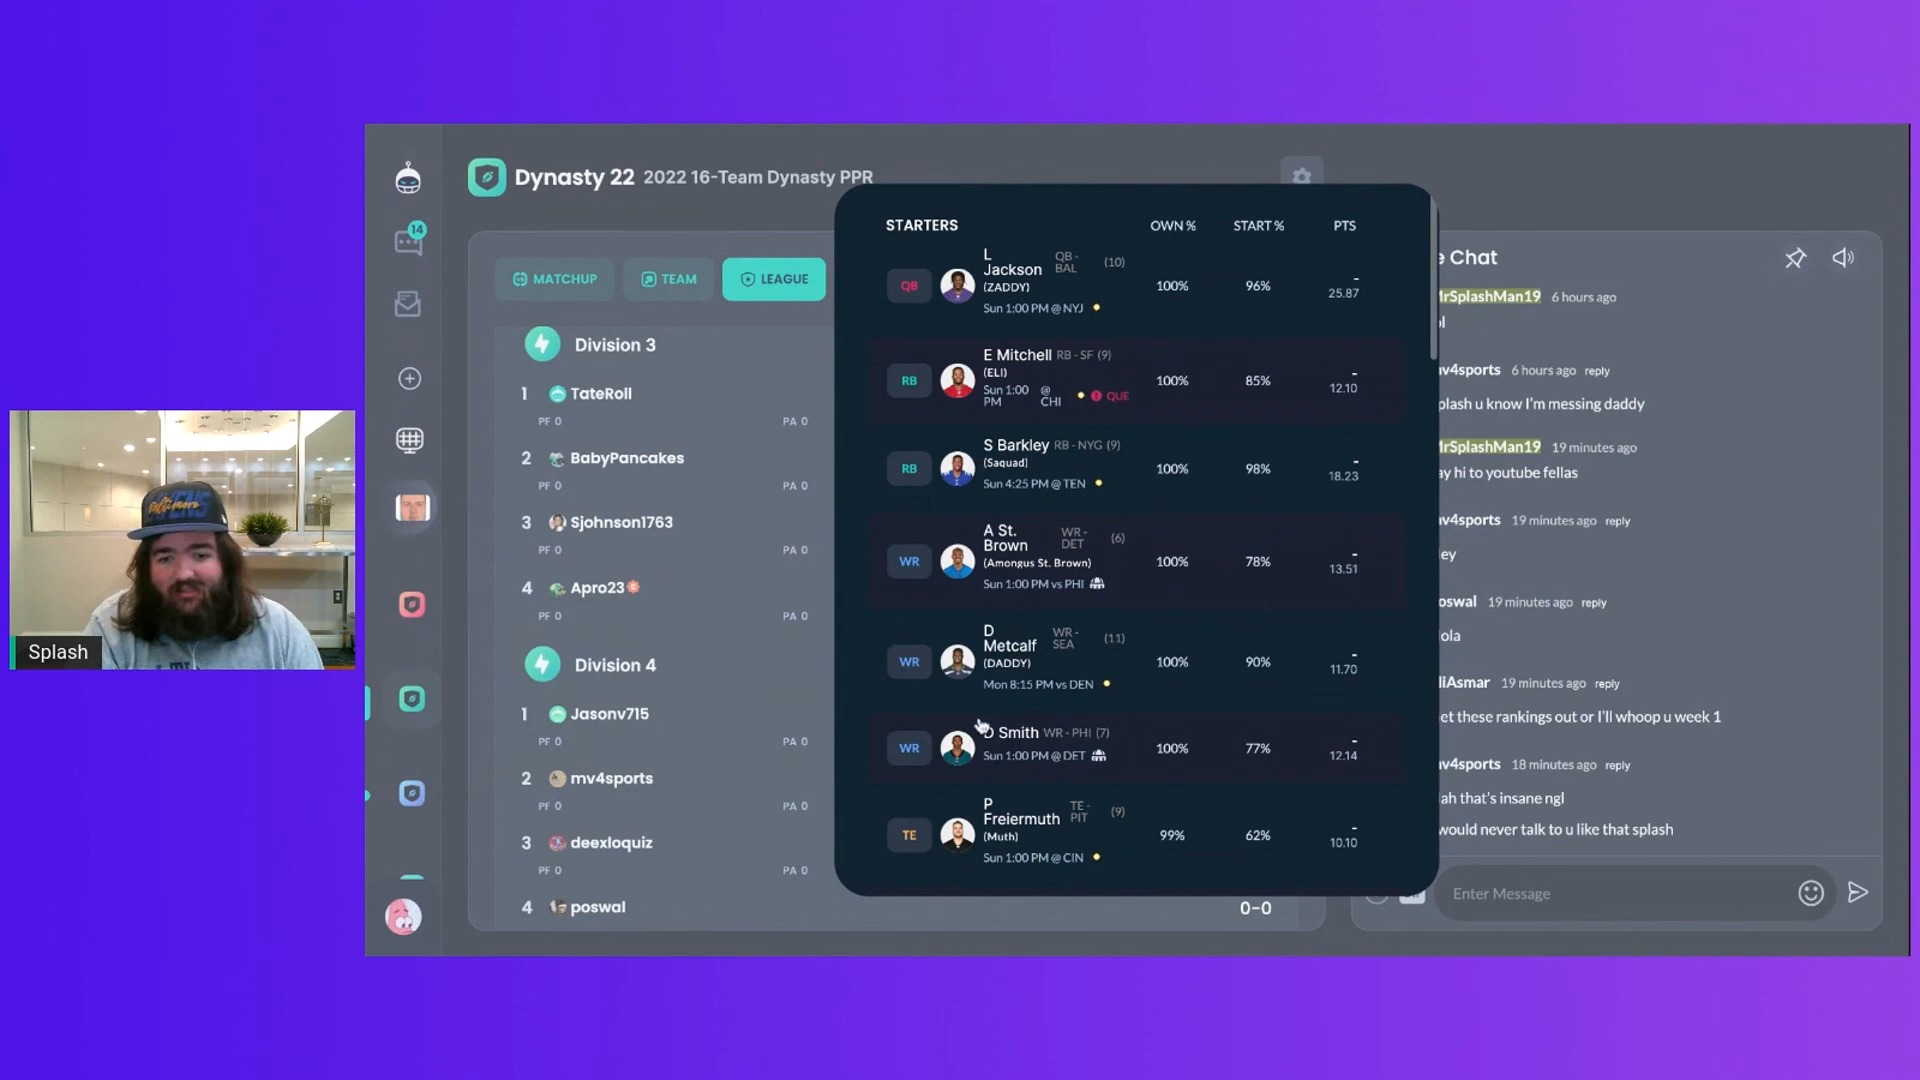 14
Dynasty 22 2022 16-Team Dynasty PPR
MATCHUP TEAM LEAGUE
Division 3
1 TateRoll
PF 0 PA 0
2 BabyPancakes
PF 0 PA 0
3 Sjohnson1763
PF 0 PA 0
4 Apro23
PF 0 PA 0
Division 4
1 Jasonv715
PF 0 PA 0
2 mv4sports
PF 0 PA 0
3 deexloquiz
PF 0 PA 0
4 poswal
0-0
STARTERS OWN % START % PTS
QB L Jackson QB - BAL (10)
(ZADDY)
Sun 1:00 PM @ NYJ
100% 96% - 25.87
RB E Mitchell RB - SF (9)
(ELI)
Sun 1:00 PM @ CHI QUE
100% 85% - 12.10
RB S Barkley RB - NYG (9)
(Saquad)
Sun 4:25 PM @ TEN
100% 98% - 18.23
WR A St. Brown WR - DET (6)
(Amongus St. Brown)
Sun 1:00 PM vs PHI
100% 78% - 13.51
WR D Metcalf WR - SEA (11)
(DADDY)
Mon 8:15 PM vs DEN
100% 90% - 11.70
WR D Smith WR - PHI (7)
Sun 1:00 PM @ DET
100% 77% - 12.14
TE P Freiermuth TE - PIT (9)
(Muth)
Sun 1:00 PM @ CIN
99% 62% - 10.10
e Chat
MrSplashMan19 6 hours ago
ol
v4sports 6 hours ago reply
plash u know I'm messing daddy
MrSplashMan19 19 minutes ago
ay hi to youtube fellas
v4sports 19 minutes ago reply
ey
oswal 19 minutes ago reply
ola
liAsmar 19 minutes ago reply
et these rankings out or I'll whoop u week 1
v4sports 18 minutes ago reply
ah that's insane ngl
would never talk to u like that splash
Enter Message
Baltimore
Splash